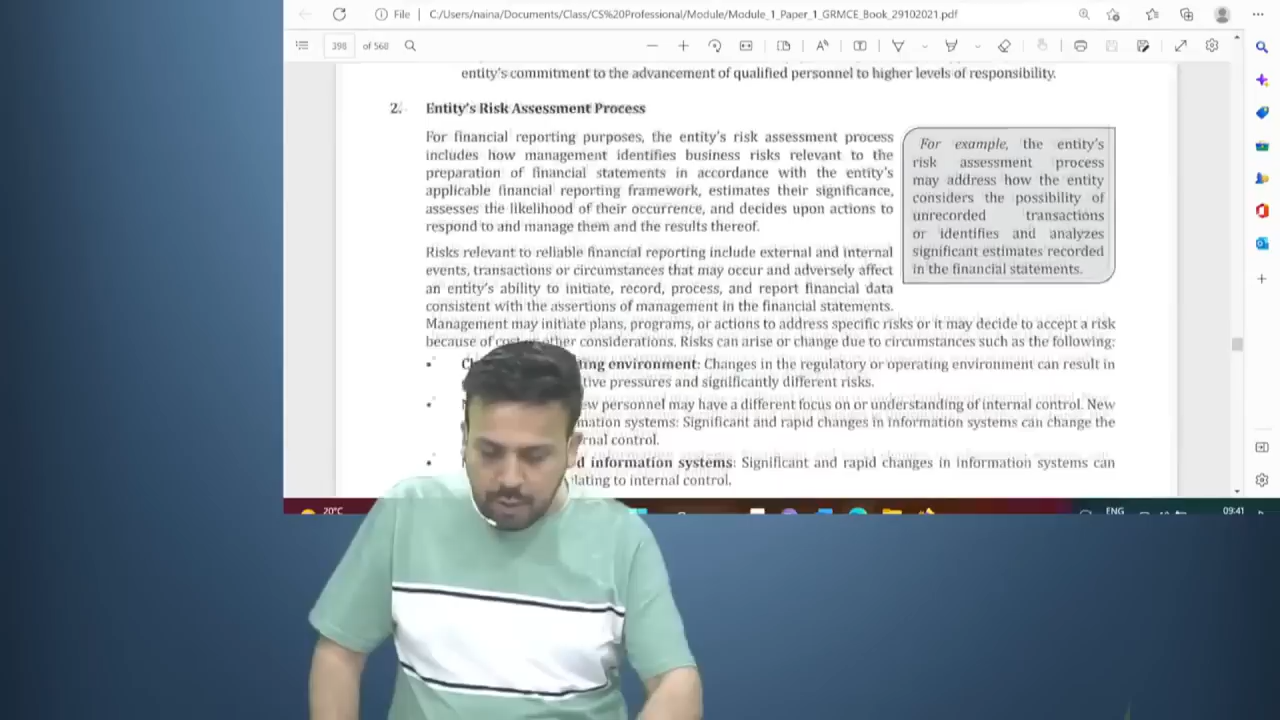 File C:/Users/naina/Documents/Class/CS%20Professional/Module/Module_1_Paper_1_GRMCE_Book_29102021.pdf
398 of 568
entity's commitment to the advancement of qualified personnel to higher levels of responsibility.
2. Entity's Risk Assessment Process
For financial reporting purposes, the entity's risk assessment process
includes how management identifies business risks relevant to the
preparation of financial statements in accordance with the entity's
applicable financial reporting framework, estimates their significance,
assesses the likelihood of their occurrence, and decides upon actions to
respond to and manage them and the results thereof.
For example, the entity's
risk assessment process
may address how the entity
considers the possibility of
unrecorded transactions
or identifies and analyzes
significant estimates recorded
in the financial statements.
Risks relevant to reliable financial reporting include external and internal
events, transactions or circumstances that may occur and adversely affect
an entity's ability to initiate, record, process, and report financial data
consistent with the assertions of management in the financial statements.
Management may initiate plans, programs, or actions to address specific risks or it may decide to accept a risk
because of other considerations. Risks can arise or change due to circumstances such as the following:
environment: Changes in the regulatory or operating environment can result in
pressures and significantly different risks.
personnel may have a different focus on or understanding of internal control. New
systems: Significant and rapid changes in information systems can change the
control.
information systems: Significant and rapid changes in information systems can
to internal control.
20°C
ENG
09:41